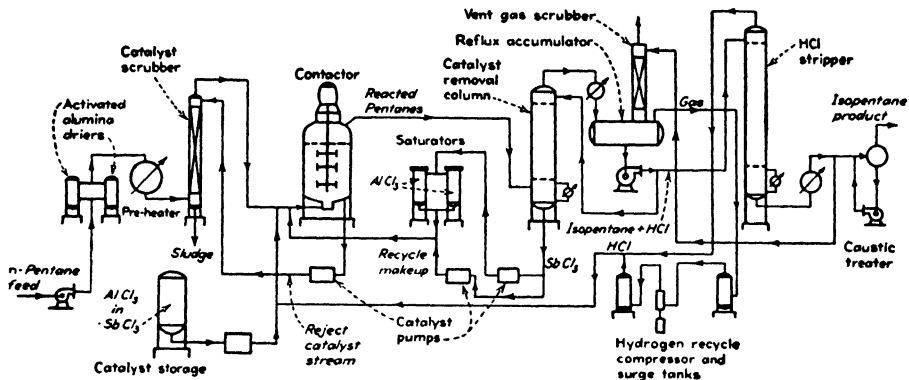 Vent gas scrubber
Reflux accumulator
Catalyst
removal
column
HCl
stripper
Catalyst
scrubber
Contactor
Reacted
Pentanes
Gas
Isopentane
product
Activated
alumina
driers
Saturators
AlCl3
Pre-heater
Isopentane + HCl
Sludge
Recycle
makeup
SbCl3
HCl
Caustic
treater
n-Pentane
feed
AlCl3
in
SbCl3
Reject
catalyst
stream
Catalyst
pumps
Hydrogen recycle
compressor and
surge tanks
Catalyst storage